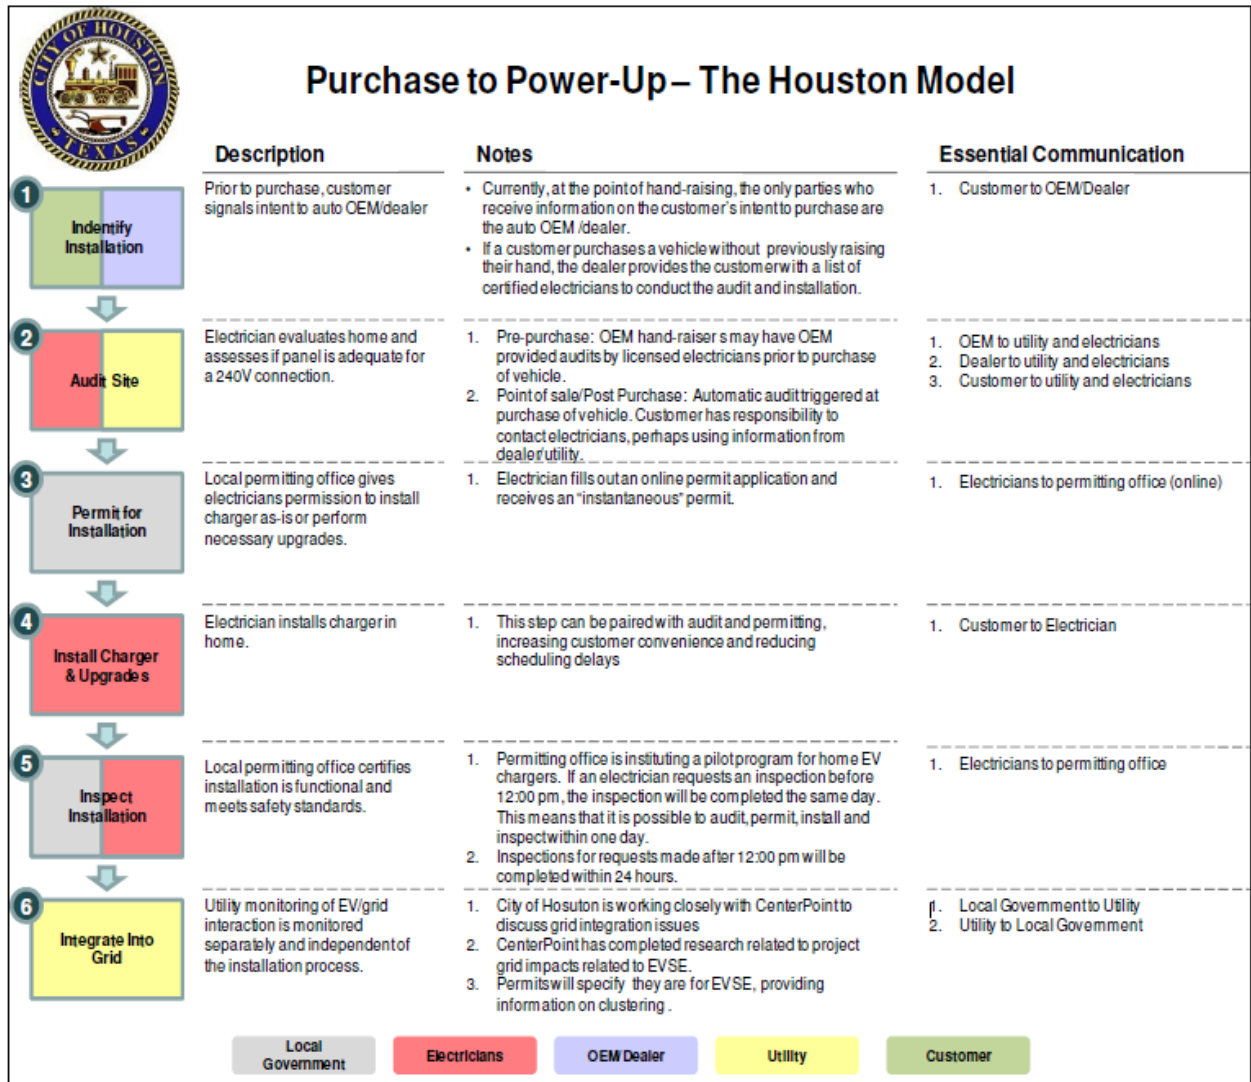 CITY OF HOUSTON
TEXAS
Purchase to Power-Up – The Houston Model
Description
Notes
Essential Communication
1
Indentify
Installation
Prior to purchase, customer
signals intent to auto OEM/dealer
• Currently, at the point of hand-raising, the only parties who
receive information on the customer's intent to purchase are
the auto OEM /dealer.
• If a customer purchases a vehicle without previously raising
their hand, the dealer provides the customer with a list of
certified electricians to conduct the audit and installation.
1. Customer to OEM/Dealer
2
Audit Site
Electrician evaluates home and
assesses if panel is adequate for
a 240V connection.
1. Pre-purchase: OEM hand-raiser s may have OEM
provided audits by licensed electricians prior to purchase
of vehicle.
2. Point of sale/Post Purchase: Automatic audit triggered at
purchase of vehicle. Customer has responsibility to
contact electricians, perhaps using information from
dealer/utility.
1. OEM to utility and electricians
2. Dealer to utility and electricians
3. Customer to utility and electricians
3
Permit for
Installation
Local permitting office gives
electricians permission to install
charger as-is or perform
necessary upgrades.
1. Electrician fills out an online permit application and
receives an "instantaneous" permit.
1. Electricians to permitting office (online)
4
Install Charger
& Upgrades
Electrician installs charger in
home.
1. This step can be paired with audit and permitting,
increasing customer convenience and reducing
scheduling delays
1. Customer to Electrician
5
Inspect
Installation
Local permitting office certifies
installation is functional and
meets safety standards.
1. Permitting office is instituting a pilot program for home EV
chargers. If an electrician requests an inspection before
12:00 pm, the inspection will be completed the same day.
This means that it is possible to audit, permit, install and
inspect within one day.
2. Inspections for requests made after 12:00 pm will be
completed within 24 hours.
1. Electricians to permitting office
6
Integrate Into
Grid
Utility monitoring of EV/grid
interaction is monitored
separately and independent of
the installation process.
1. City of Hosuton is working closely with CenterPoint to
discuss grid integration issues
2. CenterPoint has completed research related to project
grid impacts related to EVSE.
3. Permits will specify they are for EVSE, providing
information on clustering .
1. Local Government to Utility
2. Utility to Local Government
Local
Government
Electricians
OEM/Dealer
Utility
Customer